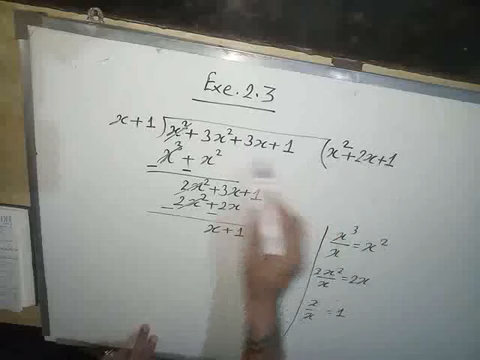 Exe. 2.3
x+1 ) x³ + 3x² + 3x + 1 ( x² + 2x + 1
x³ + x²
2x² + 3x + 1
2x² + 2x
x + 1
x³/x = x²
2x²/x = 2x
x/x = 1